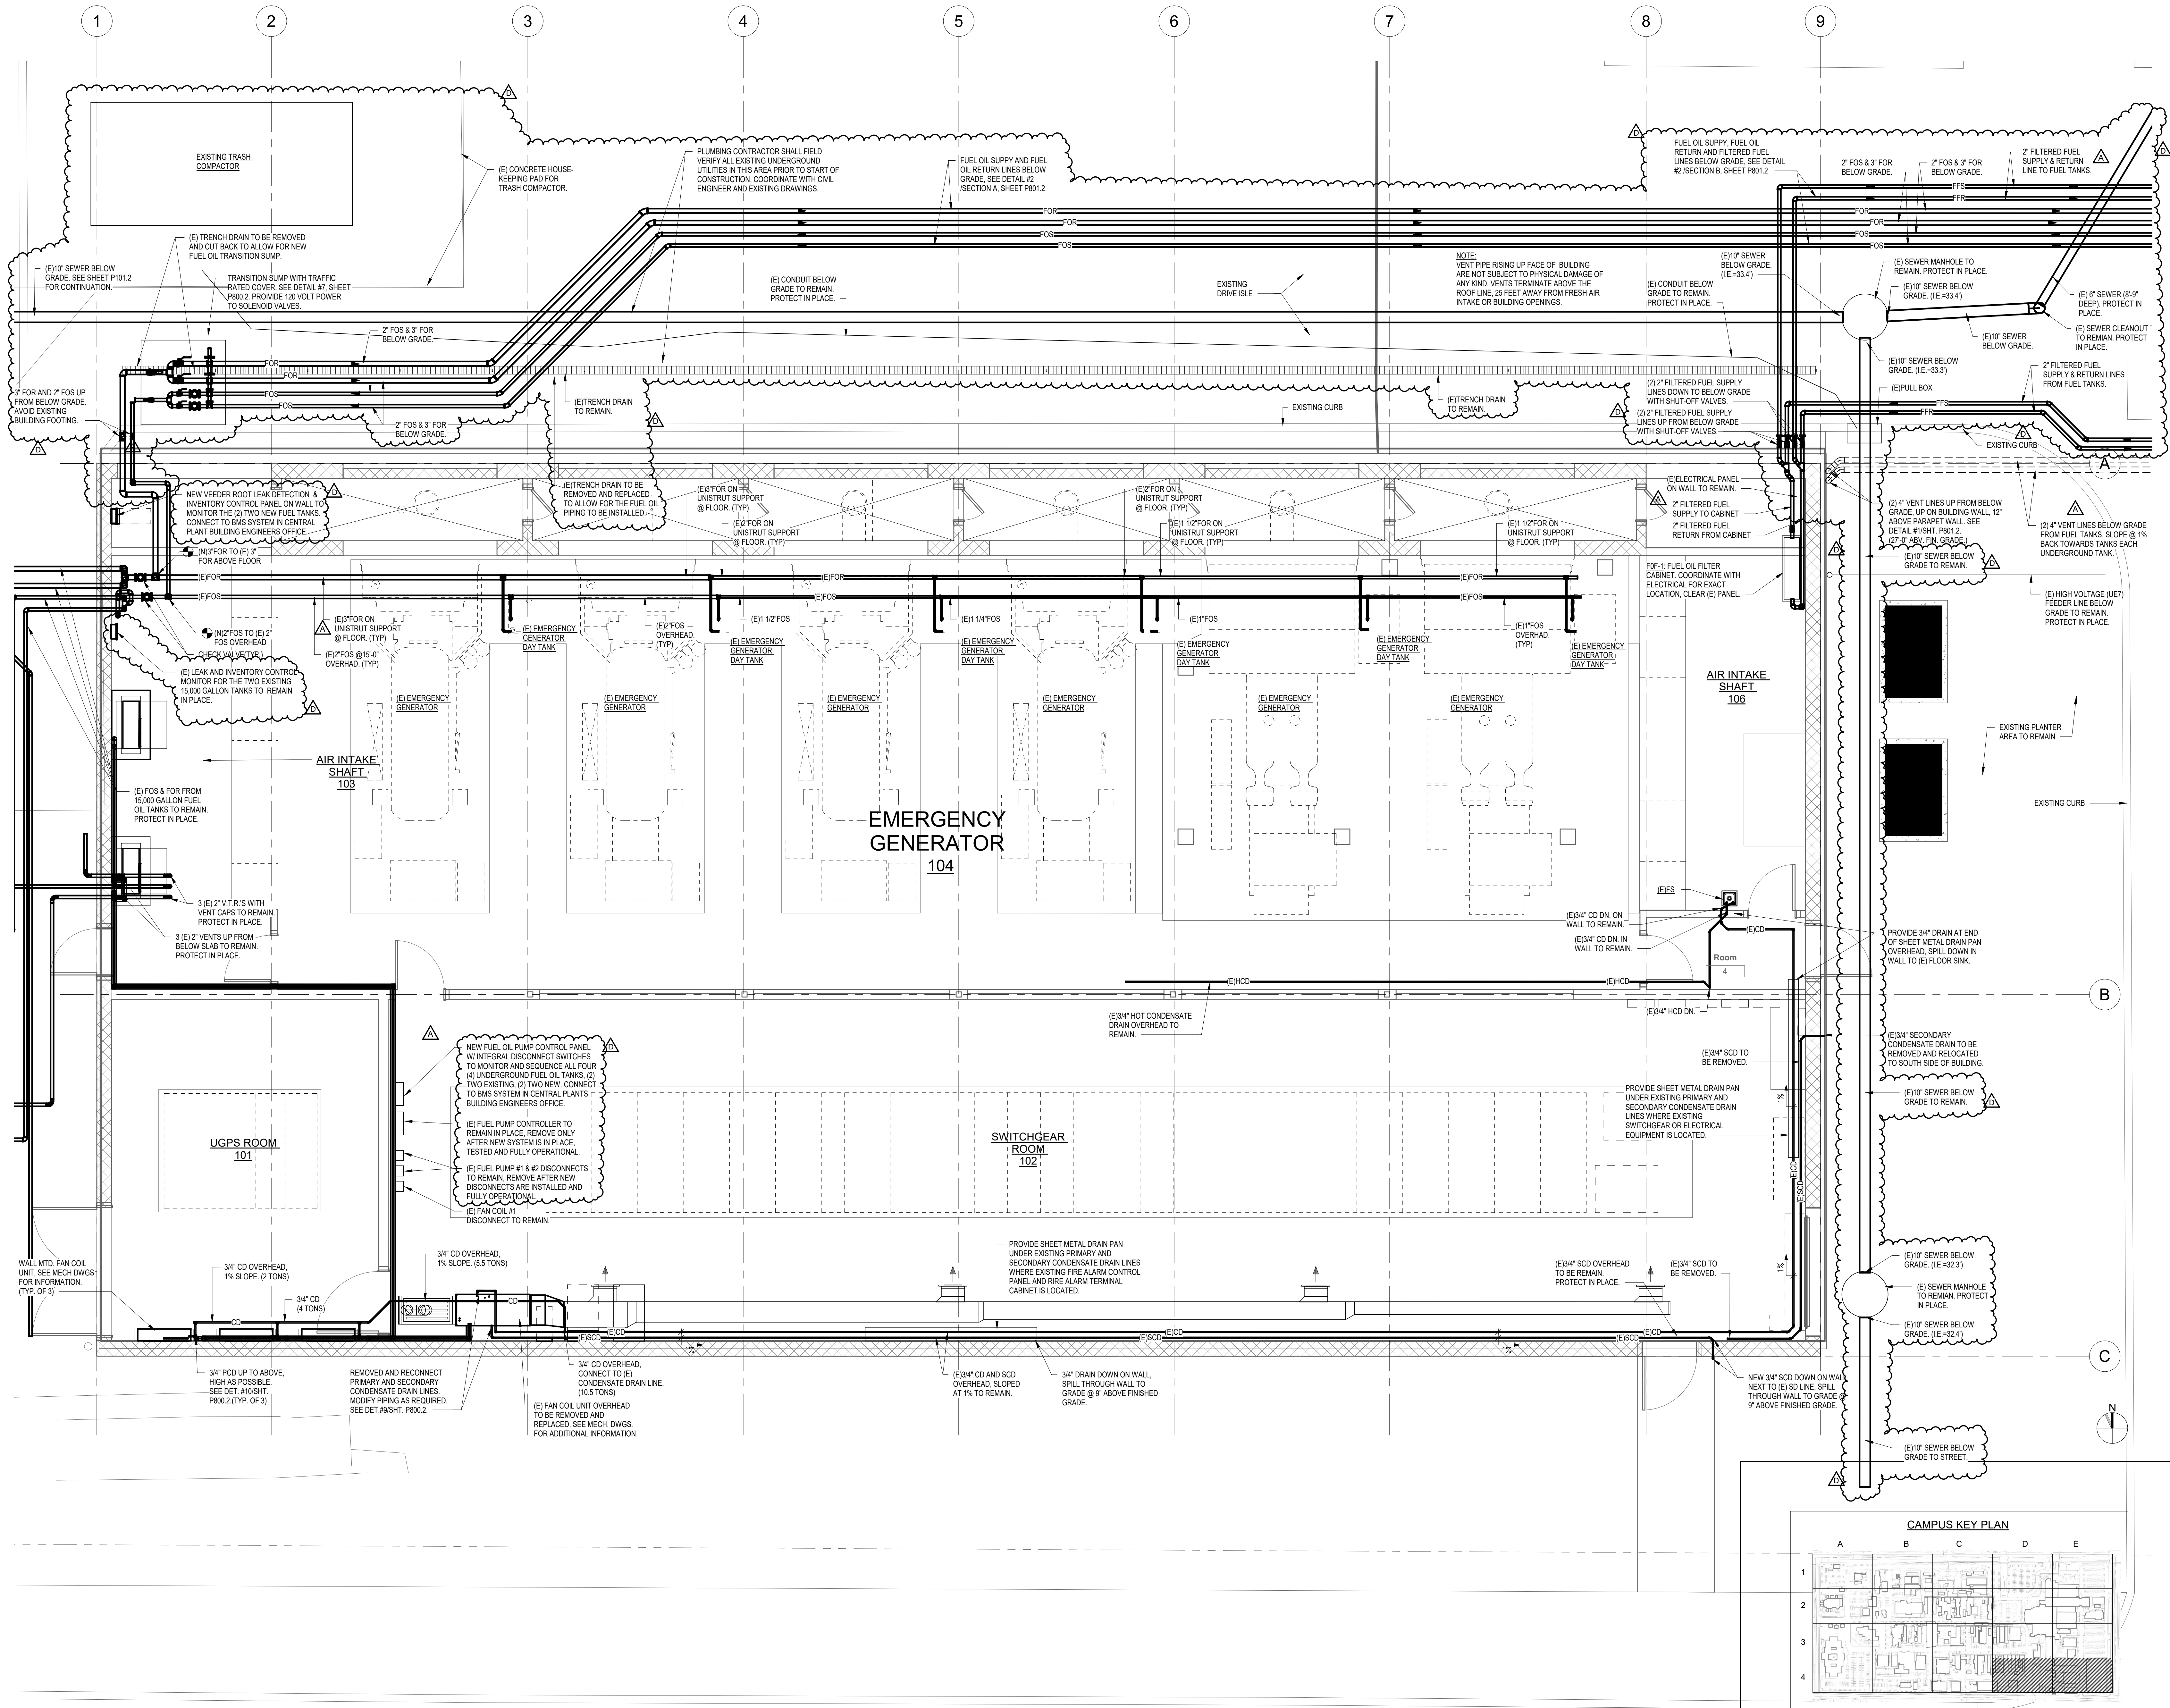 1
2
3
4
5
6
7
8
9
D
EXISTING TRASH
COMPACTOR
(E) CONCRETE HOUSE-
KEEPING PAD FOR
TRASH COMPACTOR.
PLUMBING CONTRACTOR SHALL FIELD
VERIFY ALL EXISTING UNDERGROUND
UTILITIES IN THIS AREA PRIOR TO START OF
CONSTRUCTION. COORDINATE WITH CIVIL
ENGINEER AND EXISTING DRAWINGS.
FUEL OIL SUPPY AND FUEL
OIL RETURN LINES BELOW
GRADE, SEE DETAIL #2
/SECTION A, SHEET P801.2
D
FUEL OIL SUPPY, FUEL OIL
RETURN AND FILTERED FUEL
LINES BELOW GRADE, SEE DETAIL
#2 /SECTION B, SHEET P801.2
2" FOS & 3" FOR
BELOW GRADE.
2" FOS & 3" FOR
BELOW GRADE.
2" FILTERED FUEL
SUPPLY & RETURN
LINE TO FUEL TANKS.
A
D
FFS
FFR
FOR
FOR
FOS
FOS
FOR
FOR
FOS
FOS
(E) TRENCH DRAIN TO BE REMOVED
AND CUT BACK TO ALLOW FOR NEW
FUEL OIL TRANSITION SUMP.
(E)10" SEWER BELOW
GRADE. SEE SHEET P101.2
FOR CONTINUATION.
TRANSITION SUMP WITH TRAFFIC
RATED COVER, SEE DETAIL #7, SHEET
P800.2. PROVIDE 120 VOLT POWER
TO SOLENOID VALVES.
(E) CONDUIT BELOW
GRADE TO REMAIN.
PROTECT IN PLACE.
EXISTING
DRIVE ISLE
NOTE:
VENT PIPE RISING UP FACE OF BUILDING
ARE NOT SUBJECT TO PHYSICAL DAMAGE OF
ANY KIND. VENTS TERMINATE ABOVE THE
ROOF LINE, 25 FEET AWAY FROM FRESH AIR
INTAKE OR BUILDING OPENINGS.
(E) CONDUIT BELOW
GRADE TO REMAIN.
PROTECT IN PLACE.
(E)10" SEWER
BELOW GRADE.
(I.E.=33.4')
(E) SEWER MANHOLE TO
REMAIN. PROTECT IN PLACE.
(E)10" SEWER BELOW
GRADE. (I.E.=33.4')
(E) 6" SEWER (8'-9"
DEEP). PROTECT IN
PLACE.
(E) SEWER CLEANOUT
TO REMIAN. PROTECT
IN PLACE.
(E)10" SEWER
BELOW GRADE.
(E)10" SEWER BELOW
GRADE. (I.E.=33.3')
2" FILTERED FUEL
SUPPLY & RETURN LINES
FROM FUEL TANKS.
(E)PULL BOX
2" FOS & 3" FOR
BELOW GRADE.
FOR
FOR
FOS
FOS
2" FOS & 3" FOR
BELOW GRADE.
3" FOR AND 2" FOS UP
FROM BELOW GRADE.
AVOID EXISTING
BUILDING FOOTING.
D
(E)TRENCH DRAIN
TO REMAIN.
D
EXISTING CURB
(E)TRENCH DRAIN
TO REMAIN.
(2) 2" FILTERED FUEL SUPPLY
LINES DOWN TO BELOW GRADE
WITH SHUT-OFF VALVES.
D
(2) 2" FILTERED FUEL SUPPLY
LINES UP FROM BELOW GRADE
WITH SHUT-OFF VALVES.
FFS
FFR
D
EXISTING CURB
A
NEW VEEDER ROOT LEAK DETECTION &
INVENTORY CONTROL PANEL ON WALL TO
MONITOR THE (2) TWO NEW FUEL TANKS.
CONNECT TO BMS SYSTEM IN CENTRAL
PLANT BUILDING ENGINEERS OFFICE.
D
(N)3"FOR TO (E) 3"
FOR ABOVE FLOOR
(E)TRENCH DRAIN TO BE
REMOVED AND REPLACED
TO ALLOW FOR THE FUEL OIL
PIPING TO BE INSTALLED.
(E)3"FOR ON
UNISTRUT SUPPORT
@ FLOOR. (TYP)
(E)2"FOR ON
UNISTRUT SUPPORT
@ FLOOR. (TYP)
(E)2"FOR ON
UNISTRUT SUPPORT
@ FLOOR. (TYP)
(E)1 1/2"FOR ON
UNISTRUT SUPPORT
@ FLOOR. (TYP)
(E)1 1/2"FOR ON
UNISTRUT SUPPORT
@ FLOOR. (TYP)
(E)ELECTRICAL PANEL
ON WALL TO REMAIN.
A
2" FILTERED FUEL
SUPPLY TO CABINET
2" FILTERED FUEL
RETURN FROM CABINET
FOF-1: FUEL OIL FILTER
CABINET. COORDINATE WITH
ELECTRICAL FOR EXACT
LOCATION, CLEAR (E) PANEL.
(2) 4" VENT LINES UP FROM BELOW
GRADE, UP ON BUILDING WALL, 12"
ABOVE PARAPET WALL. SEE
DETAIL #1/SHT. P801.2.
(27'-0" ABV. FIN. GRADE.)
A
(2) 4" VENT LINES BELOW GRADE
FROM FUEL TANKS. SLOPE @ 1%
BACK TOWARDS TANKS EACH
UNDERGROUND TANK.
D
(E)10" SEWER BELOW
GRADE TO REMAIN.
D
(E) HIGH VOLTAGE (UE7)
FEEDER LINE BELOW
GRADE TO REMAIN.
PROTECT IN PLACE.
(E)FOR
(E)FOR
(E)FOR
(E)FOS
(E)FOS
(E)FOS
A
(E)3"FOR ON
UNISTRUT SUPPORT
@ FLOOR. (TYP)
(N)2"FOS TO (E) 2"
FOS OVERHEAD
CHECK VALVE(TYP.)
(E)2"FOS @15'-0"
OVERHAD. (TYP)
(E) EMERGENCY
GENERATOR
DAY TANK
(E)2"FOS
OVERHEAD.
(TYP)
(E)1 1/2"FOS
(E) EMERGENCY
GENERATOR
DAY TANK
(E)1 1/4"FOS
(E) EMERGENCY
GENERATOR
DAY TANK
(E)1"FOS
(E) EMERGENCY
GENERATOR
DAY TANK
(E) EMERGENCY
GENERATOR
DAY TANK
(E)1"FOS
OVERHAD.
(TYP)
(E) EMERGENCY
GENERATOR
DAY TANK
(E) LEAK AND INVENTORY CONTROL
MONITOR FOR THE TWO EXISTING
15,000 GALLON TANKS TO REMAIN
IN PLACE.
D
(E) EMERGENCY
GENERATOR
(E) EMERGENCY
GENERATOR
(E) EMERGENCY
GENERATOR
(E) EMERGENCY
GENERATOR
(E) EMERGENCY
GENERATOR
(E) EMERGENCY
GENERATOR
AIR INTAKE
SHAFT
106
EXISTING PLANTER
AREA TO REMAIN
EXISTING CURB
AIR INTAKE
SHAFT
103
(E) FOS & FOR FROM
15,000 GALLON FUEL
OIL TANKS TO REMAIN.
PROTECT IN PLACE.
EMERGENCY
GENERATOR
104
3 (E) 2" V.T.R.'S WITH
VENT CAPS TO REMAIN.
PROTECT IN PLACE.
3 (E) 2" VENTS UP FROM
BELOW SLAB TO REMAIN.
PROTECT IN PLACE.
(E)FS
(E)3/4" CD DN. ON
WALL TO REMAIN.
(E)3/4" CD DN. IN
WALL TO REMAIN.
(E)CD
Room
4
PROVIDE 3/4" DRAIN AT END
OF SHEET METAL DRAIN PAN
OVERHEAD, SPILL DOWN IN
WALL TO (E) FLOOR SINK.
(E)HCD
(E)HCD
B
(E)3/4" HOT CONDENSATE
DRAIN OVERHEAD TO
REMAIN.
(E)3/4" HCD DN.
(E)3/4" SCD TO
BE REMOVED.
(E)3/4" SECONDARY
CONDENSATE DRAIN TO BE
REMOVED AND RELOCATED
TO SOUTH SIDE OF BUILDING.
A
NEW FUEL OIL PUMP CONTROL PANEL
W/ INTEGRAL DISCONNECT SWITCHES
TO MONITOR AND SEQUENCE ALL FOUR
(4) UNDERGROUND FUEL OIL TANKS, (2)
TWO EXISTING, (2) TWO NEW. CONNECT
TO BMS SYSTEM IN CENTRAL PLANTS
BUILDING ENGINEERS OFFICE.
D
(E) FUEL PUMP CONTROLLER TO
REMAIN IN PLACE, REMOVE ONLY
AFTER NEW SYSTEM IS IN PLACE,
TESTED AND FULLY OPERATIONAL.
(E) FUEL PUMP #1 & #2 DISCONNECTS
TO REMAIN, REMOVE AFTER NEW
DISCONNECTS ARE INSTALLED AND
FULLY OPERATIONAL.
(E) FAN COIL #1
DISCONNECT TO REMAIN.
UGPS ROOM
101
SWITCHGEAR
ROOM
102
PROVIDE SHEET METAL DRAIN PAN
UNDER EXISTING PRIMARY AND
SECONDARY CONDENSATE DRAIN
LINES WHERE EXISTING
SWITCHGEAR OR ELECTRICAL
EQUIPMENT IS LOCATED.
1%
(E)CD
(E)SCD
(E)10" SEWER BELOW
GRADE TO REMAIN.
D
WALL MTD. FAN COIL
UNIT, SEE MECH DWGS
FOR INFORMATION.
(TYP. OF 3)
3/4" CD OVERHEAD,
1% SLOPE. (2 TONS)
3/4" CD
(4 TONS)
CD
3/4" CD OVERHEAD,
1% SLOPE. (5.5 TONS)
CD
PROVIDE SHEET METAL DRAIN PAN
UNDER EXISTING PRIMARY AND
SECONDARY CONDENSATE DRAIN LINES
WHERE EXISTING FIRE ALARM CONTROL
PANEL AND RIRE ALARM TERMINAL
CABINET IS LOCATED.
(E)3/4" SCD OVERHEAD
TO BE REMAIN.
PROTECT IN PLACE.
(E)3/4" SCD TO
BE REMOVED.
1%
(E)10" SEWER BELOW
GRADE. (I.E.=32.3')
(E) SEWER MANHOLE
TO REMIAN. PROTECT
IN PLACE.
(E)10" SEWER BELOW
GRADE. (I.E.=32.4')
(E)CD
(E)CD
(E)CD
(E)SCD
(E)SCD
(E)SCD
1%
1%
C
3/4" PCD UP TO ABOVE,
HIGH AS POSSIBLE.
SEE DET. #10/SHT.
P800.2.(TYP. OF 3)
REMOVED AND RECONNECT
PRIMARY AND SECONDARY
CONDENSATE DRAIN LINES.
MODIFY PIPING AS REQUIRED.
SEE DET.#9/SHT. P800.2.
3/4" CD OVERHEAD,
CONNECT TO (E)
CONDENSATE DRAIN LINE.
(10.5 TONS)
(E) FAN COIL UNIT OVERHEAD
TO BE REMOVED AND
REPLACED. SEE MECH. DWGS.
FOR ADDITIONAL INFORMATION.
(E)3/4" CD AND SCD
OVERHEAD, SLOPED
AT 1% TO REMAIN.
3/4" DRAIN DOWN ON WALL,
SPILL THROUGH WALL TO
GRADE @ 9" ABOVE FINISHED
GRADE.
NEW 3/4" SCD DOWN ON WALL
NEXT TO (E) SD LINE, SPILL
THROUGH WALL TO GRADE @
9" ABOVE FINISHED GRADE.
N
(E)10" SEWER BELOW
GRADE TO STREET.
D
CAMPUS KEY PLAN
A
B
C
D
E
1
2
3
4